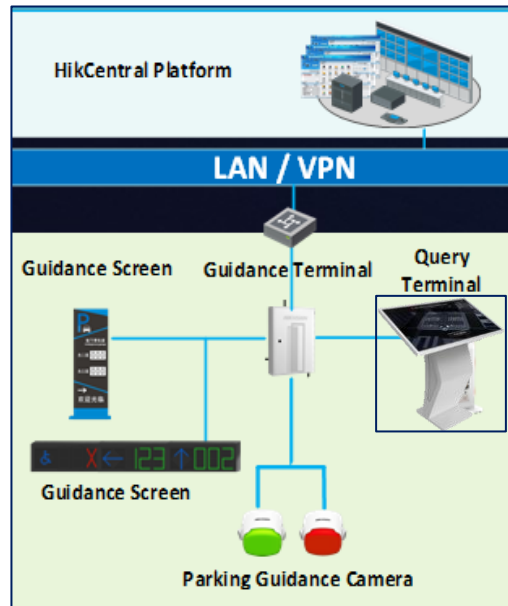 HikCentral Platform
LAN / VPN
Guidance Screen
Guidance Terminal
Query
Terminal
P
X ← 123 ↑ 002
Guidance Screen
Parking Guidance Camera